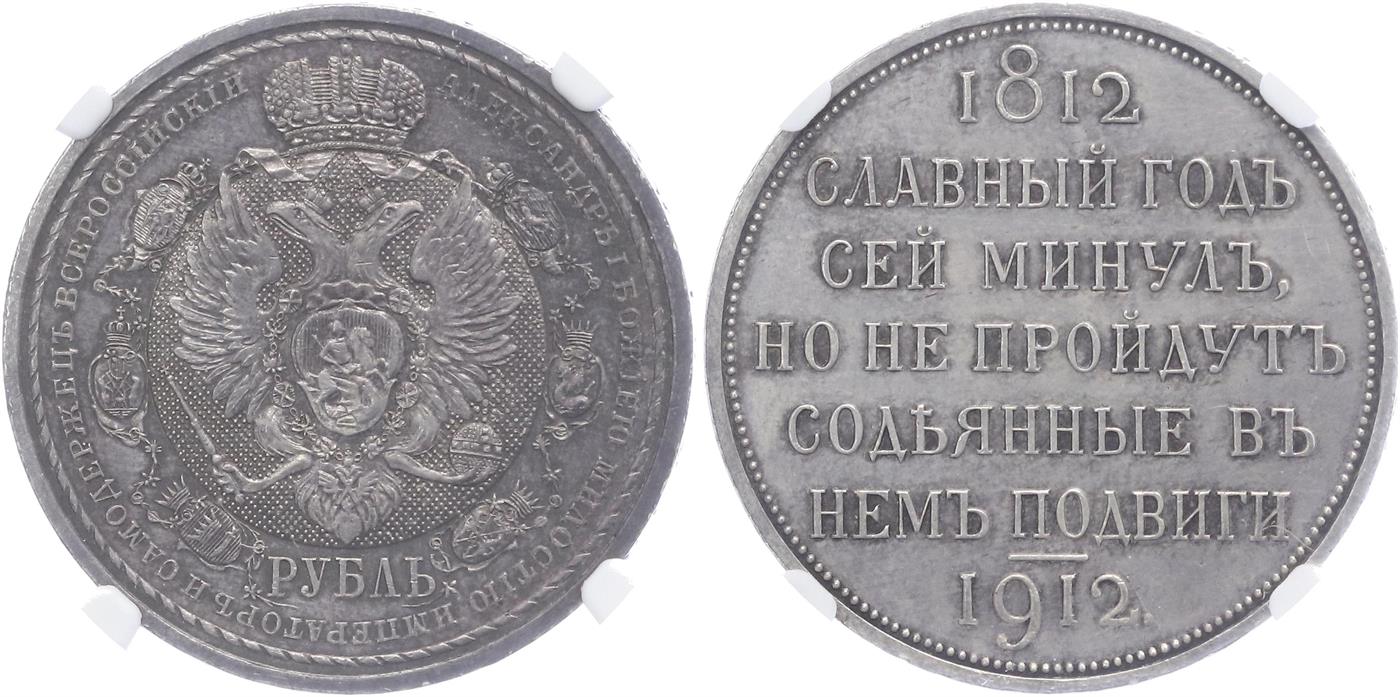 АЛЕКСАНДРЪ I БОЖІЕЮ МИЛОСТІЮ ИМПЕРАТОРЪ И САМОДЕРЖЕЦЪ ВСЕРОССІЙСКІЙ
РУБЛЬ
1812
СЛАВНЫЙ ГОДЪ
СЕЙ МИНУЛЪ,
НО НЕ ПРОЙДУТЪ
СОДѢЯННЫЕ ВЪ
НЕМЪ ПОДВИГИ
1912.